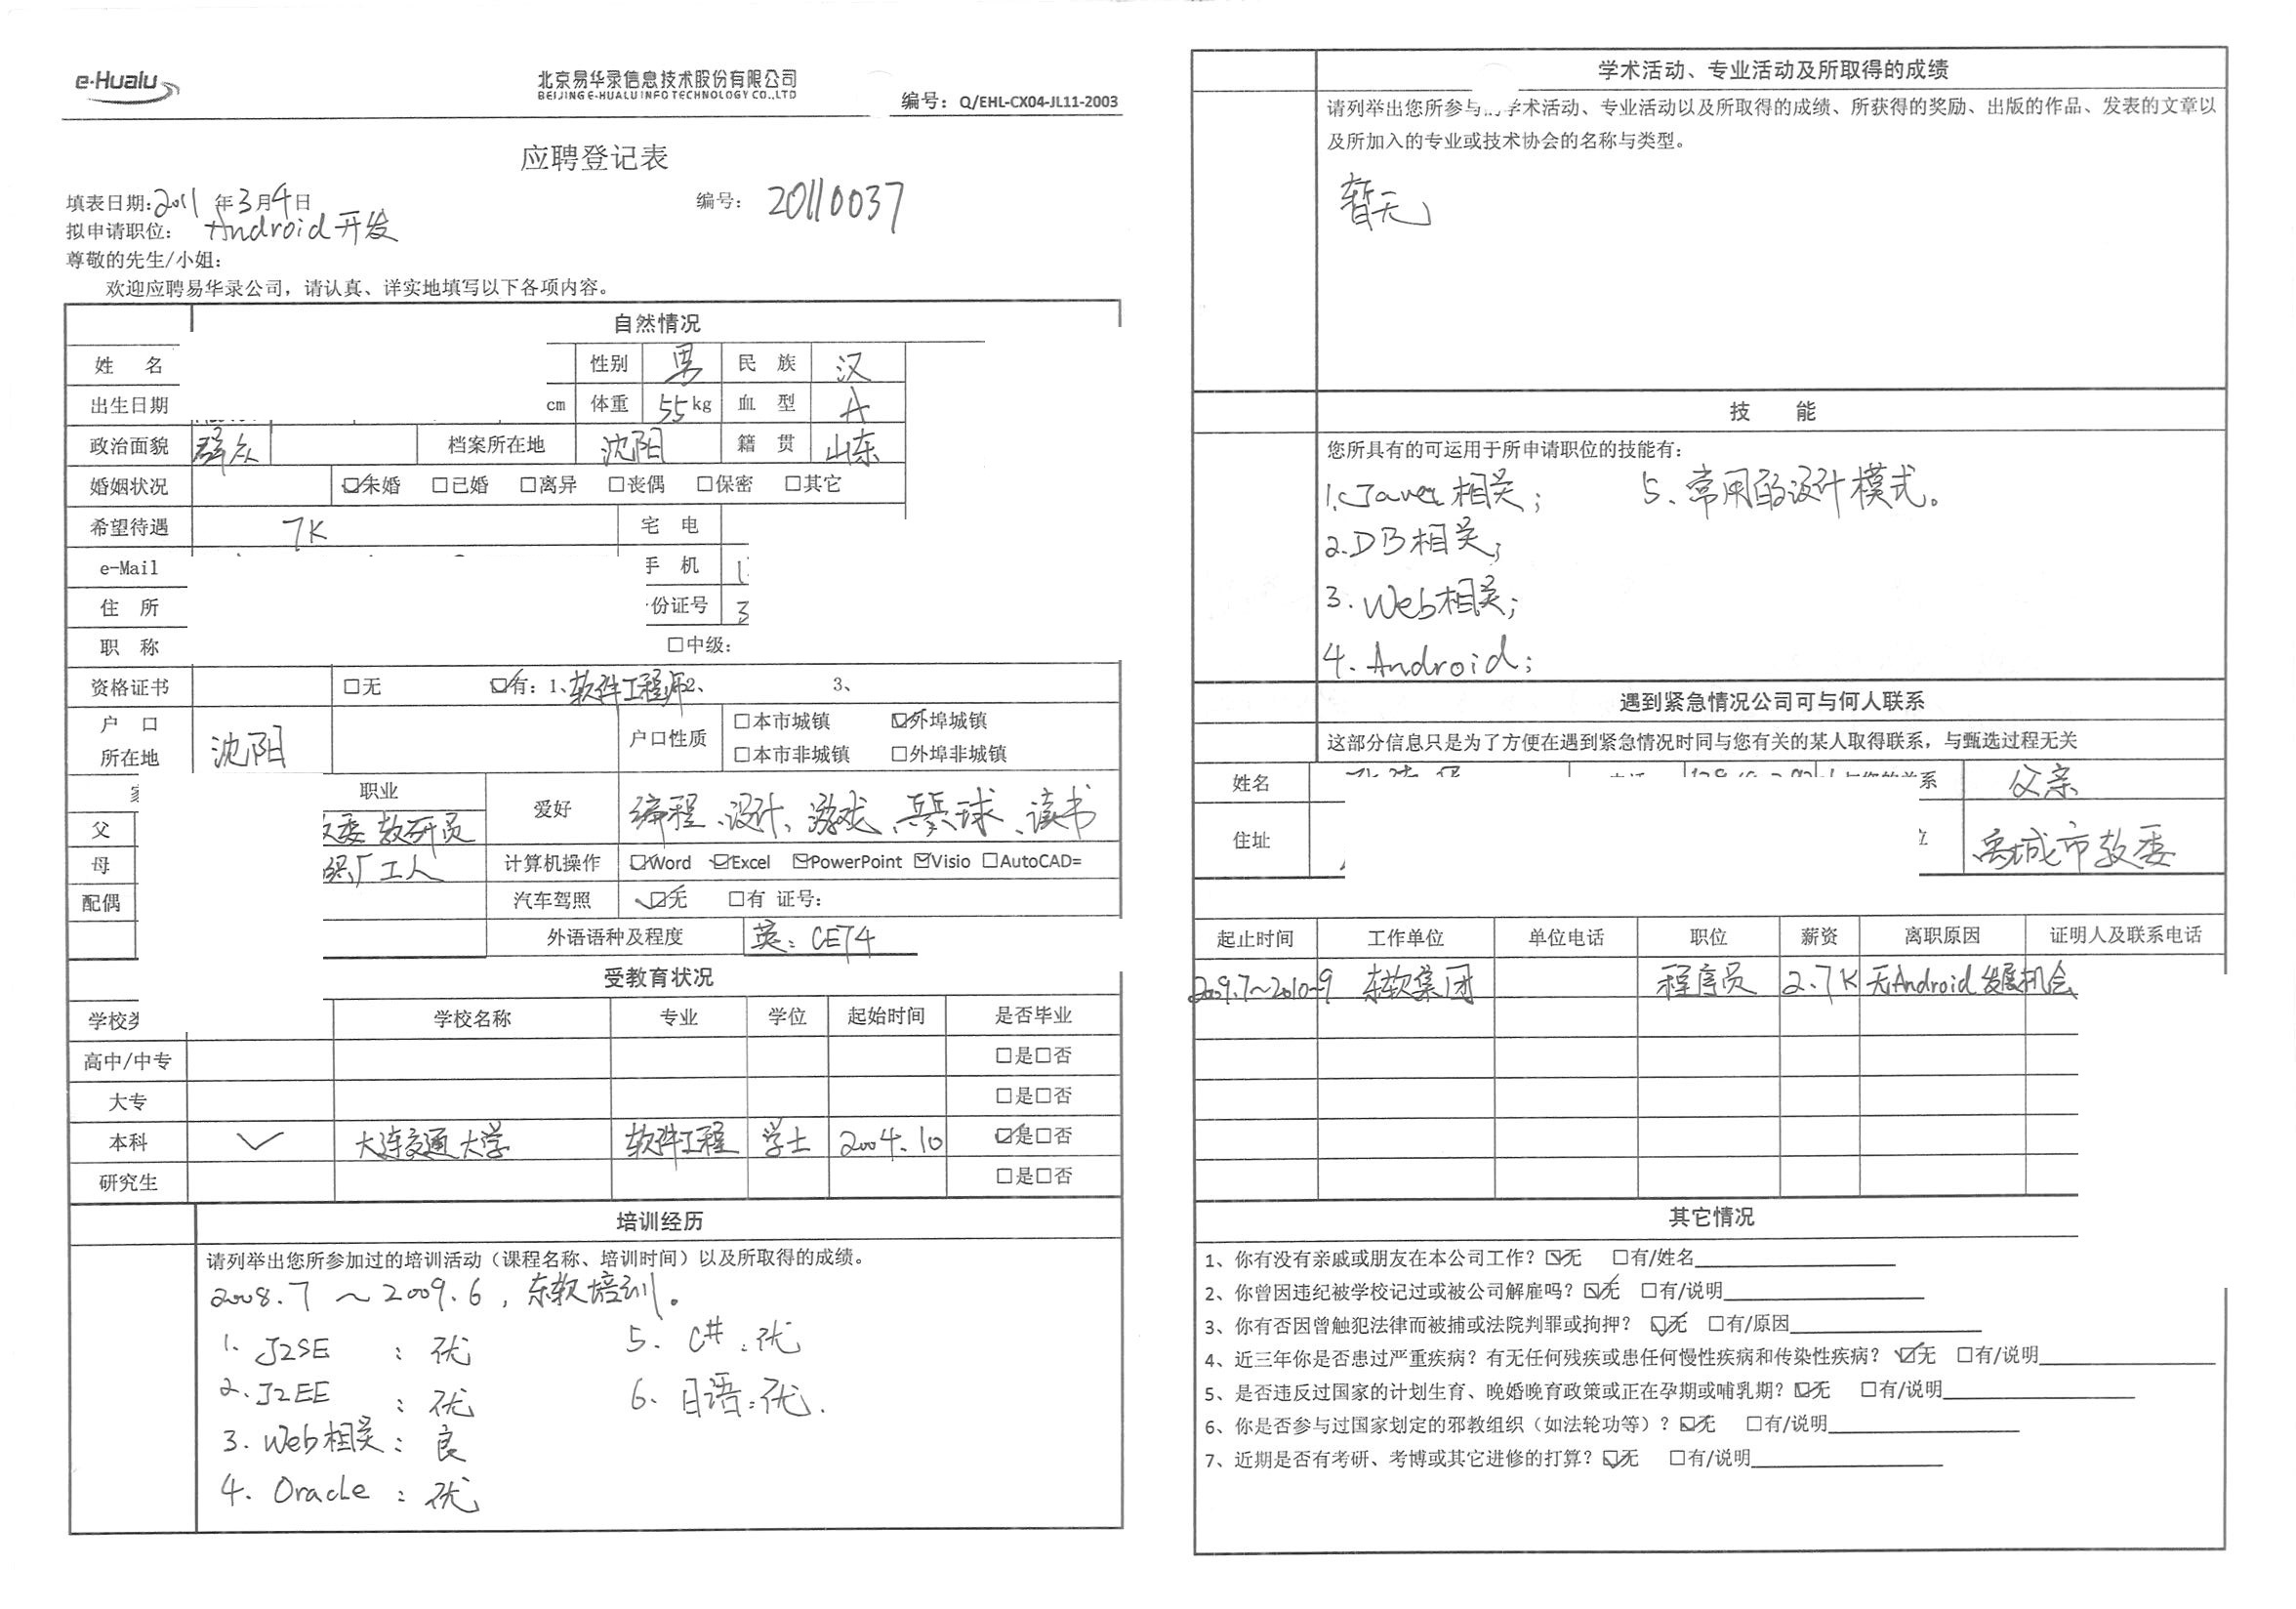 e-Hualu
北京易华录信息技术股份有限公司
BEIJING E-HUALU INFO TECHNOLOGY CO.,LTD
编号：Q/EHL-CX04-JL11-2003
应聘登记表
填表日期:2011 年3月4日
编号： 20110037
拟申请职位： Android开发
尊敬的先生/小姐：
欢迎应聘易华录公司，请认真、详实地填写以下各项内容。
自然情况
姓 名 性别 男 民 族 汉
出生日期 cm 体重 55kg 血 型 A
政治面貌 群众 档案所在地 沈阳 籍 贯 山东
婚姻状况 ☑未婚 □已婚 □离异 □丧偶 □保密 □其它
希望待遇 7K 宅 电
e-Mail 手 机 1
住 所 份证号 3
职 称 □中级：
资格证书 □无 ☑有：1、软件工程师2、 3、
户 口 所在地 沈阳 户口性质 □本市城镇 ☑外埠城镇
□本市非城镇 □外埠非城镇
职业 爱好 编程、设计、游戏、乒乓球、读书
父 教委 教研员
母 厂工人 计算机操作 ☑Word ☑Excel ☑PowerPoint ☑Visio □AutoCAD=
配偶 汽车驾照 ☑无 □有 证号：
外语语种及程度 英：CET4
受教育状况
学校类 学校名称 专业 学位 起始时间 是否毕业
高中/中专 □是□否
大专 □是□否
本科 ✓ 大连交通大学 软件工程 学士 2004.10 ☑是□否
研究生 □是□否
培训经历
请列举出您所参加过的培训活动（课程名称、培训时间）以及所取得的成绩。
2008.7 ～ 2009.6，东软培训。
1. J2SE ：优
2. J2EE ：优
3. Web相关：良
4. Oracle ：优
5. C#：优
6. 日语：优.
学术活动、专业活动及所取得的成绩
请列举出您所参与的学术活动、专业活动以及所取得的成绩、所获得的奖励、出版的作品、发表的文章以
及所加入的专业或技术协会的名称与类型。
暂无
技 能
您所具有的可运用于所申请职位的技能有：
1.Java相关； 5、常用的设计模式。
2.DB相关；
3.Web相关；
4.Android；
遇到紧急情况公司可与何人联系
这部分信息只是为了方便在遇到紧急情况时同与您有关的某人取得联系，与甄选过程无关
姓名 系 父亲
住址 禹城市教委
起止时间 工作单位 单位电话 职位 薪资 离职原因 证明人及联系电话
2009.7～2010-9 东软集团 程序员 2.7K 无Android发展机会
其它情况
1、你有没有亲戚或朋友在本公司工作？☑无 □有/姓名
2、你曾因违纪被学校记过或被公司解雇吗？☑无 □有/说明
3、你有否因曾触犯法律而被捕或法院判罪或拘押？ ☑无 □有/原因
4、近三年你是否患过严重疾病？有无任何残疾或患任何慢性疾病和传染性疾病？☑无 □有/说明
5、是否违反过国家的计划生育、晚婚晚育政策或正在孕期或哺乳期？☑无 □有/说明
6、你是否参与过国家划定的邪教组织（如法轮功等）？☑无 □有/说明
7、近期是否有考研、考博或其它进修的打算？☑无 □有/说明